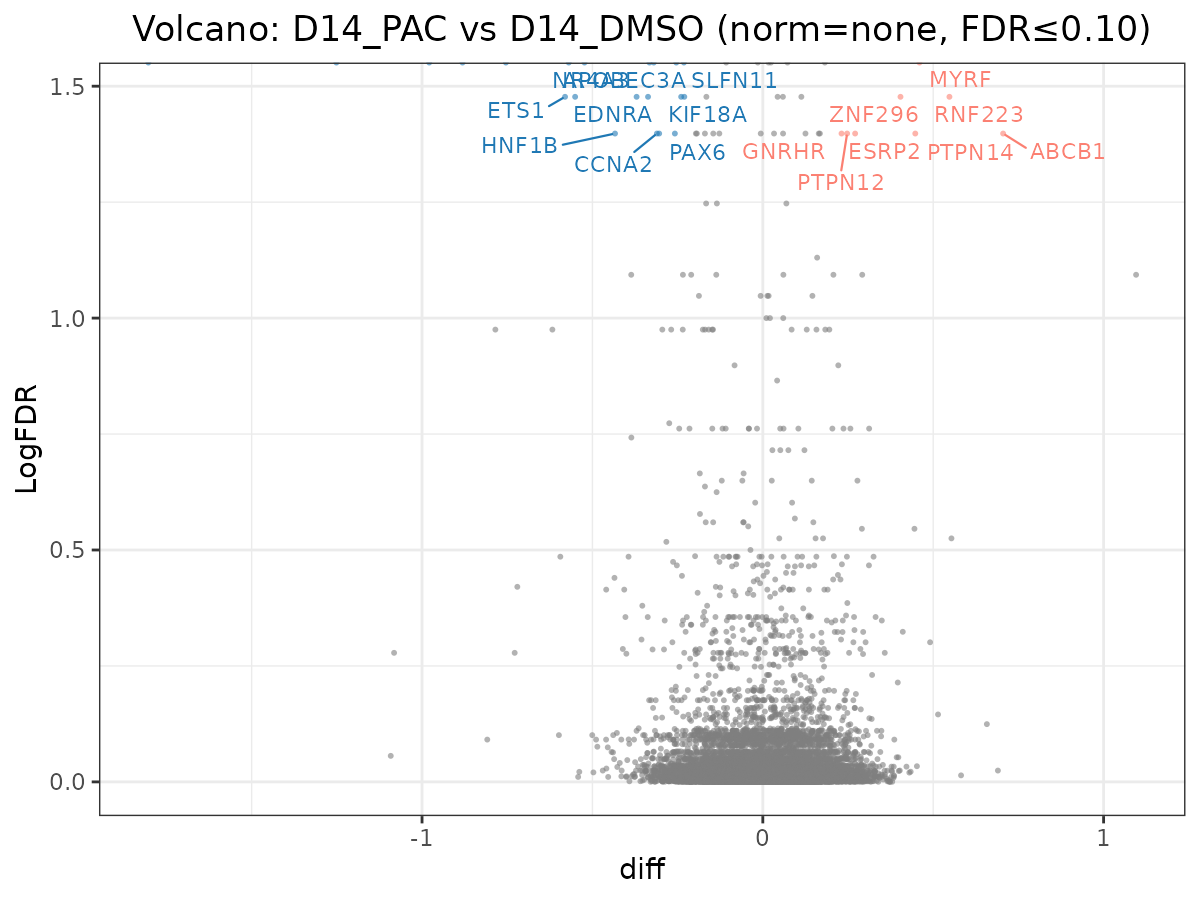 Volcano: D14_PAC vs D14_DMSO (norm=none, FDR≤0.10)
1.5
APOBEC3A
SLFN11
MYRF
ETS1
EDNRA
KIF18A
ZNF296
RNF223
HNF1B
CCNA2
PAX6
GNRHR
ESRP2
PTPN14
ABCB1
PTPN12
1.0
LogFDR
0.5
0.0
-1
0
1
diff